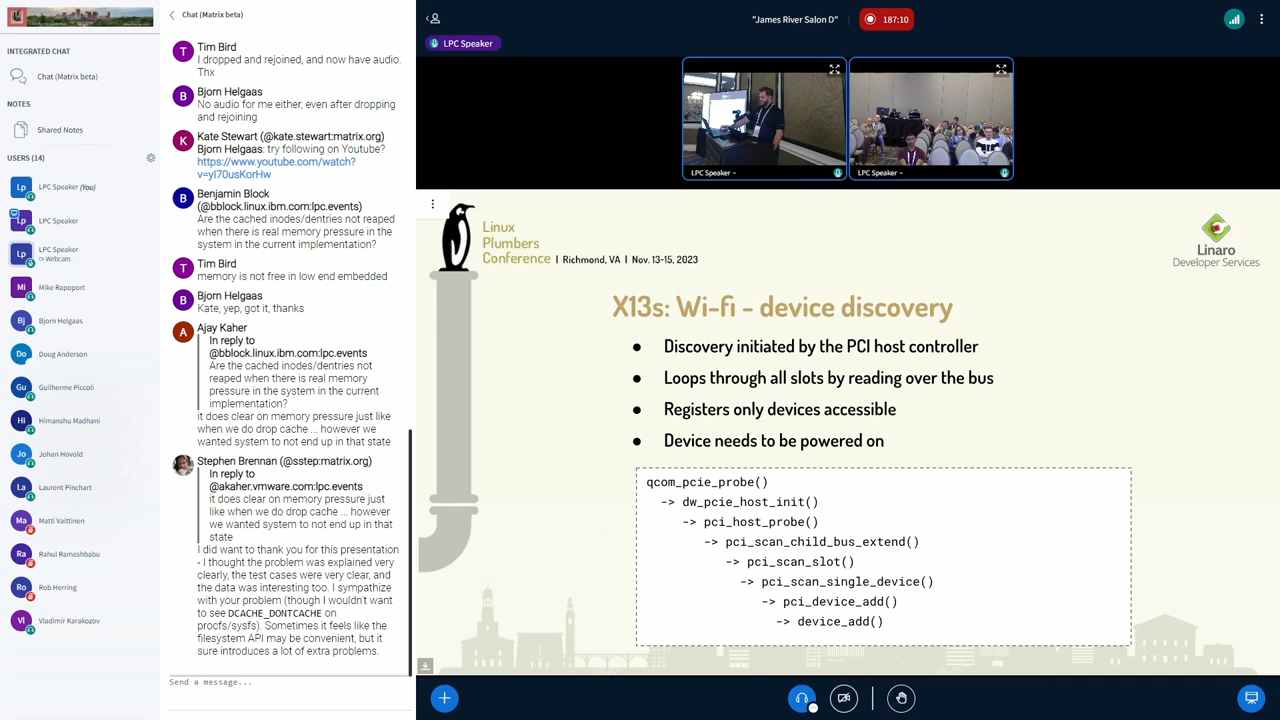 INTEGRATED CHAT
Chat (Matrix beta)
NOTES
Shared Notes
USERS (14)
Lp
LPC Speaker (You)
Lp
LPC Speaker
Lp
LPC Speaker
Webcam
Mi
Mike Rapoport
Bj
Bjorn Helgaas
Do
Doug Anderson
Gu
Guilherme Piccoli
Hi
Himanshu Madhani
Jo
Johan Hovold
La
Laurent Pinchart
Ma
Matti Vaittinen
Ra
Rahul Rameshbabu
Ro
Rob Herring
Vl
Vladimir Karakozov
Chat (Matrix beta)
T
Tim Bird
I dropped and rejoined, and now have audio.
Thx
B
Bjorn Helgaas
No audio for me either, even after dropping
and rejoining
K
Kate Stewart (@kate.stewart:matrix.org)
Bjorn Helgaas: try following on Youtube?
https://www.youtube.com/watch?
v=yI70usKorHw
B
Benjamin Block
(@bblock.linux.ibm.com:lpc.events)
Are the cached inodes/dentries not reaped
when there is real memory pressure in the
system in the current implementation?
T
Tim Bird
memory is not free in low end embedded
B
Bjorn Helgaas
Kate, yep, got it, thanks
A
Ajay Kaher
In reply to
@bblock.linux.ibm.com:lpc.events
Are the cached inodes/dentries not
reaped when there is real memory
pressure in the system in the current
implementation?
it does clear on memory pressure just like
when we do drop cache ... however we
wanted system to not end up in that state
Stephen Brennan (@sstep:matrix.org)
In reply to
@akaher.vmware.com:lpc.events
it does clear on memory pressure just
like when we do drop cache ... however
we wanted system to not end up in that
state
I did want to thank you for this presentation
- I thought the problem was explained very
clearly, the test cases were very clear, and
the data was interesting too. I sympathize
with your problem (though I wouldn't want
to see DCACHE_DONTCACHE on
procfs/sysfs). Sometimes it feels like the
filesystem API may be convenient, but it
sure introduces a lot of extra problems.
Send a message...
"James River Salon D"
187:10
LPC Speaker
LPC Speaker
LPC Speaker
Linux
Plumbers
Conference | Richmond, VA | Nov. 13-15, 2023
Linaro
Developer Services
X13s: Wi-fi - device discovery
● Discovery initiated by the PCI host controller
● Loops through all slots by reading over the bus
● Registers only devices accessible
● Device needs to be powered on
qcom_pcie_probe()
-> dw_pcie_host_init()
-> pci_host_probe()
-> pci_scan_child_bus_extend()
-> pci_scan_slot()
-> pci_scan_single_device()
-> pci_device_add()
-> device_add()